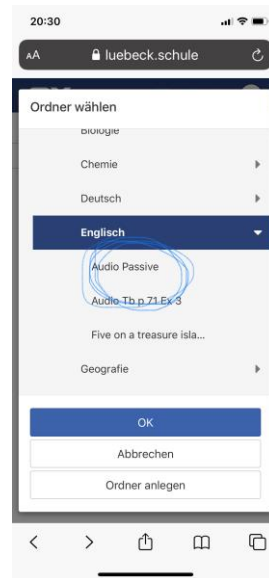 20:30
AA luebeck.schule
Ordner wählen
Biologie
Chemie
Deutsch
Englisch
Audio Passive
Audio Tb p 71 Ex 3
Five on a treasure isla...
Geografie
OK
Abbrechen
Ordner anlegen